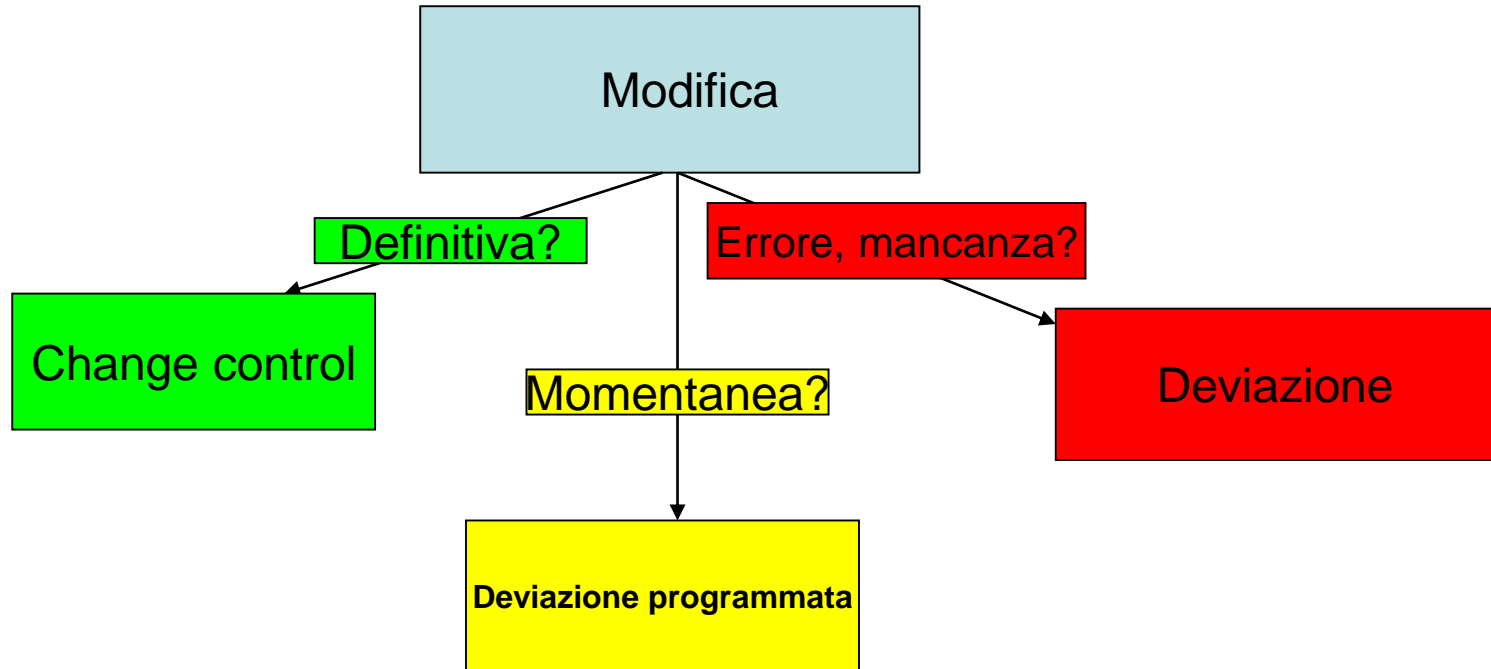 Modifica
Definitiva?
Errore, mancanza?
Change control
Momentanea?
Deviazione
Deviazione programmata